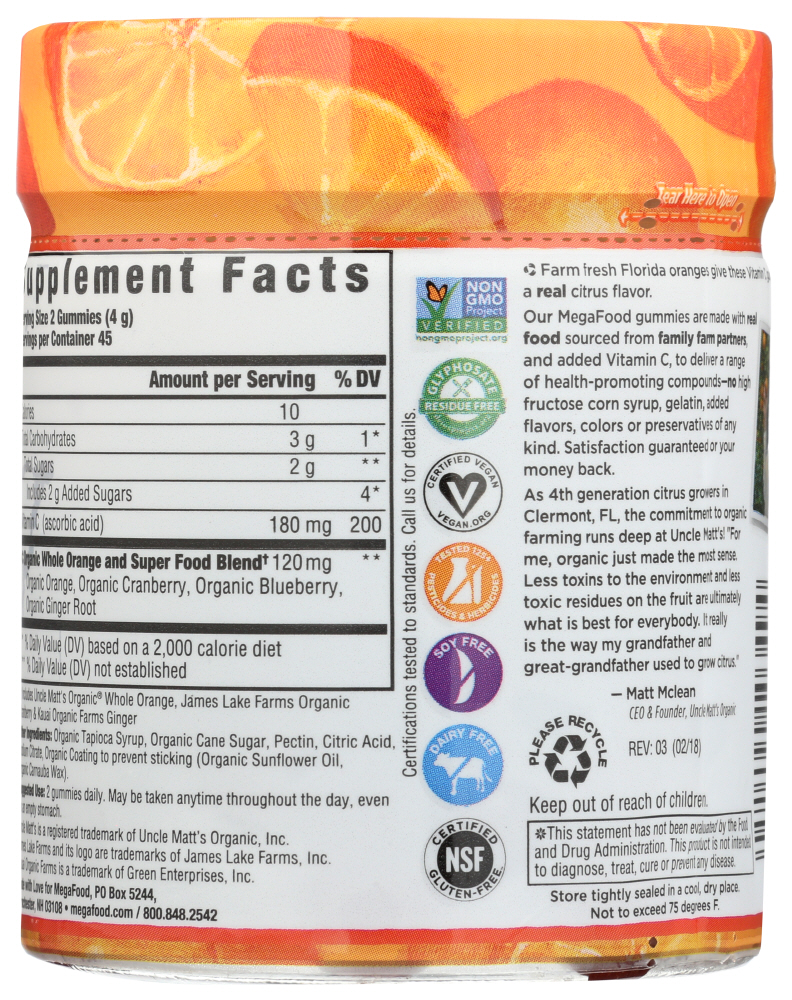 Tear Here to Open
Supplement Facts
Serving Size 2 Gummies (4 g)
Servings per Container 45
Amount per Serving % DV
Calories 10
Total Carbohydrates 3 g 1*
Total Sugars 2 g **
Includes 2 g Added Sugars 4*
Vitamin C (ascorbic acid) 180 mg 200
Organic Whole Orange and Super Food Blend† 120 mg **
Organic Orange, Organic Cranberry, Organic Blueberry,
Organic Ginger Root
* % Daily Value (DV) based on a 2,000 calorie diet
** % Daily Value (DV) not established
Includes Uncle Matt's Organic® Whole Orange, James Lake Farms Organic
& Kauai Organic Farms Ginger
Ingredients: Organic Tapioca Syrup, Organic Cane Sugar, Pectin, Citric Acid,
Citrate, Organic Coating to prevent sticking (Organic Sunflower Oil,
Carnauba Wax).
Use: 2 gummies daily. May be taken anytime throughout the day, even
empty stomach.
Matt's is a registered trademark of Uncle Matt's Organic, Inc.
Lake Farms and its logo are trademarks of James Lake Farms, Inc.
Organic Farms is a trademark of Green Enterprises, Inc.
with Love for MegaFood, PO Box 5244,
NH 03108 • megafood.com / 800.848.2542
Certifications tested to standards. Call us for details.
NON
GMO
Project
VERIFIED
nongmoproject.org
GLYPHOSATE
RESIDUE FREE
CERTIFIED VEGAN
VEGAN.ORG
TESTED 125+
PESTICIDES & HERBICIDES
SOY FREE
DAIRY FREE
CERTIFIED
NSF
GLUTEN-FREE
Farm fresh Florida oranges give these Vitamin C
a real citrus flavor.
Our MegaFood gummies are made with real
food sourced from family farm partners,
and added Vitamin C, to deliver a range
of health-promoting compounds—no high
fructose corn syrup, gelatin, added
flavors, colors or preservatives of any
kind. Satisfaction guaranteed or your
money back.
As 4th generation citrus growers in
Clermont, FL, the commitment to organic
farming runs deep at Uncle Matt's! "For
me, organic just made the most sense.
Less toxins to the environment and less
toxic residues on the fruit are ultimately
what is best for everybody. It really
is the way my grandfather and
great-grandfather used to grow citrus."
— Matt Mclean
CEO & Founder, Uncle Matt's Organic
PLEASE RECYCLE
REV: 03 (02/18)
Keep out of reach of children.
*This statement has not been evaluated by the Food
and Drug Administration. This product is not intended
to diagnose, treat, cure or prevent any disease.
Store tightly sealed in a cool, dry place.
Not to exceed 75 degrees F.